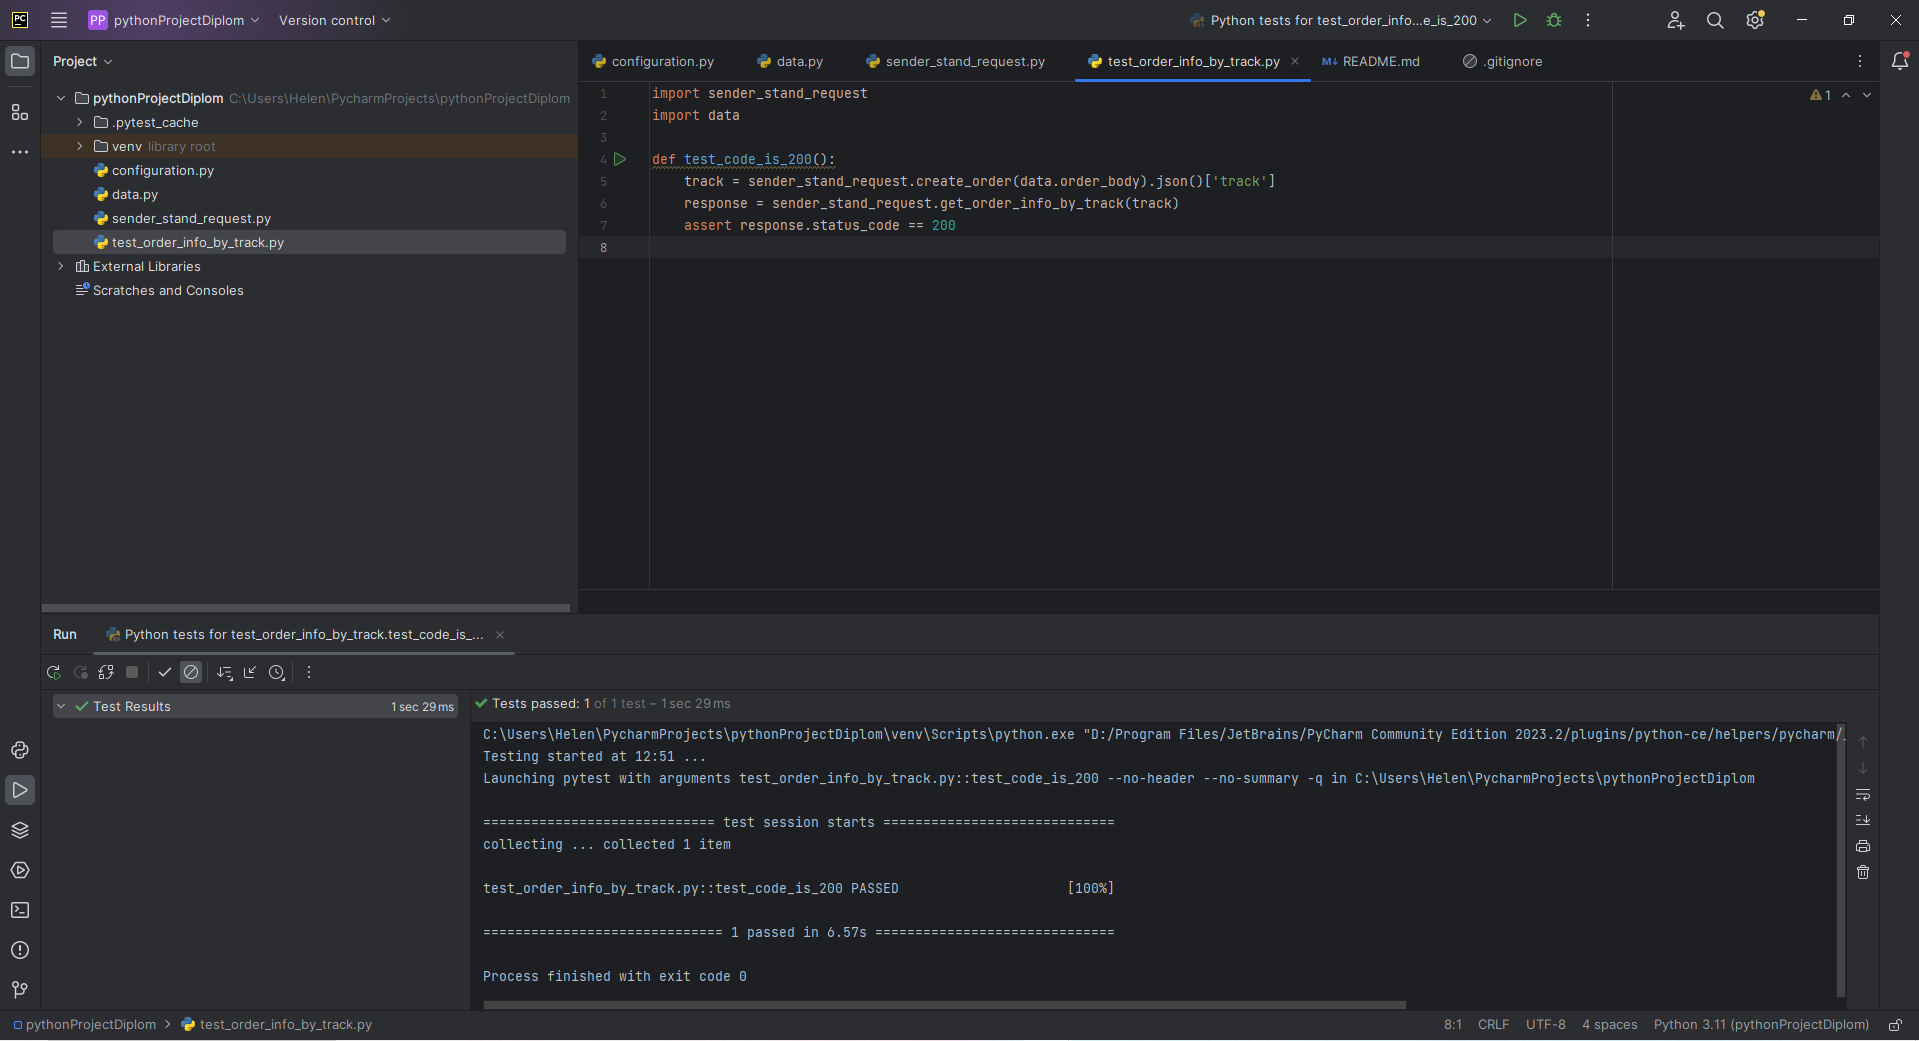 PC PP pythonProjectDiplom Version control Python tests for test_order_info...e_is_200
Project
pythonProjectDiplom C:\Users\Helen\PycharmProjects\pythonProjectDiplom
.pytest_cache
venv library root
configuration.py
data.py
sender_stand_request.py
test_order_info_by_track.py
External Libraries
Scratches and Consoles
configuration.py data.py sender_stand_request.py test_order_info_by_track.py M↓ README.md .gitignore
1 import sender_stand_request
2 import data
3
4 def test_code_is_200():
5 track = sender_stand_request.create_order(data.order_body).json()['track']
6 response = sender_stand_request.get_order_info_by_track(track)
7 assert response.status_code == 200
8
1
Run Python tests for test_order_info_by_track.test_code_is_...
Test Results 1 sec 29 ms
Tests passed: 1 of 1 test – 1 sec 29 ms
C:\Users\Helen\PycharmProjects\pythonProjectDiplom\venv\Scripts\python.exe "D:/Program Files/JetBrains/PyCharm Community Edition 2023.2/plugins/python-ce/helpers/pycharm/_
Testing started at 12:51 ...
Launching pytest with arguments test_order_info_by_track.py::test_code_is_200 --no-header --no-summary -q in C:\Users\Helen\PycharmProjects\pythonProjectDiplom
============================= test session starts =============================
collecting ... collected 1 item
test_order_info_by_track.py::test_code_is_200 PASSED [100%]
============================== 1 passed in 6.57s ==============================
Process finished with exit code 0
pythonProjectDiplom > test_order_info_by_track.py 8:1 CRLF UTF-8 4 spaces Python 3.11 (pythonProjectDiplom)